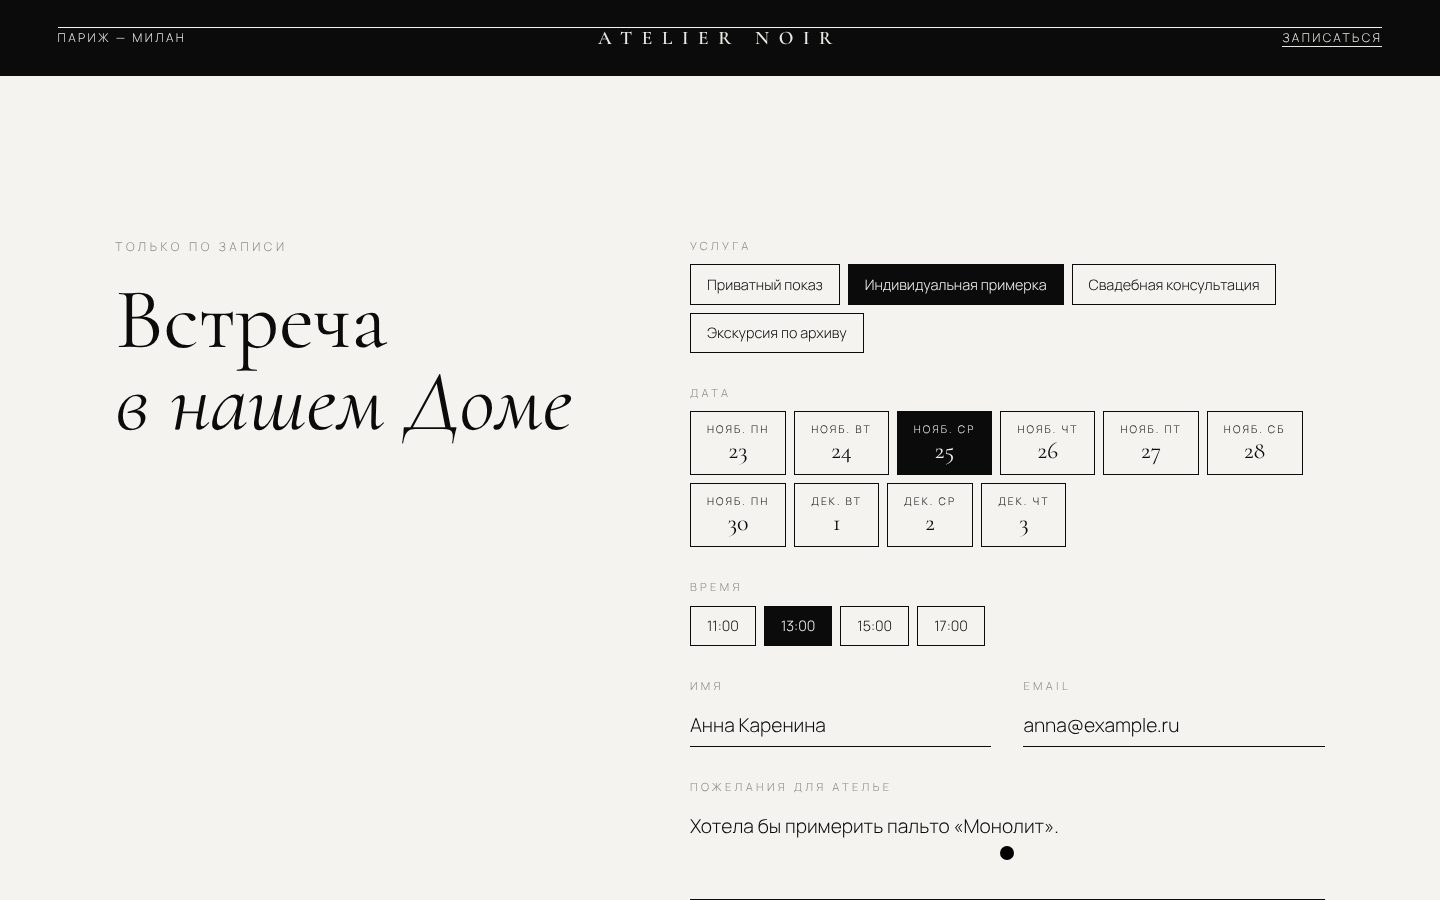 ПАРИЖ — МИЛАН
ATELIER NOIR
ЗАПИСАТЬСЯ
ТОЛЬКО ПО ЗАПИСИ
Встреча
в нашем Доме
УСЛУГА
Приватный показ
Индивидуальная примерка
Свадебная консультация
Экскурсия по архиву
ДАТА
НОЯБ. ПН
23
НОЯБ. ВТ
24
НОЯБ. СР
25
НОЯБ. ЧТ
26
НОЯБ. ПТ
27
НОЯБ. СБ
28
НОЯБ. ПН
30
ДЕК. ВТ
1
ДЕК. СР
2
ДЕК. ЧТ
3
ВРЕМЯ
11:00
13:00
15:00
17:00
ИМЯ
Анна Каренина
EMAIL
anna@example.ru
ПОЖЕЛАНИЯ ДЛЯ АТЕЛЬЕ
Хотела бы примерить пальто «Монолит».